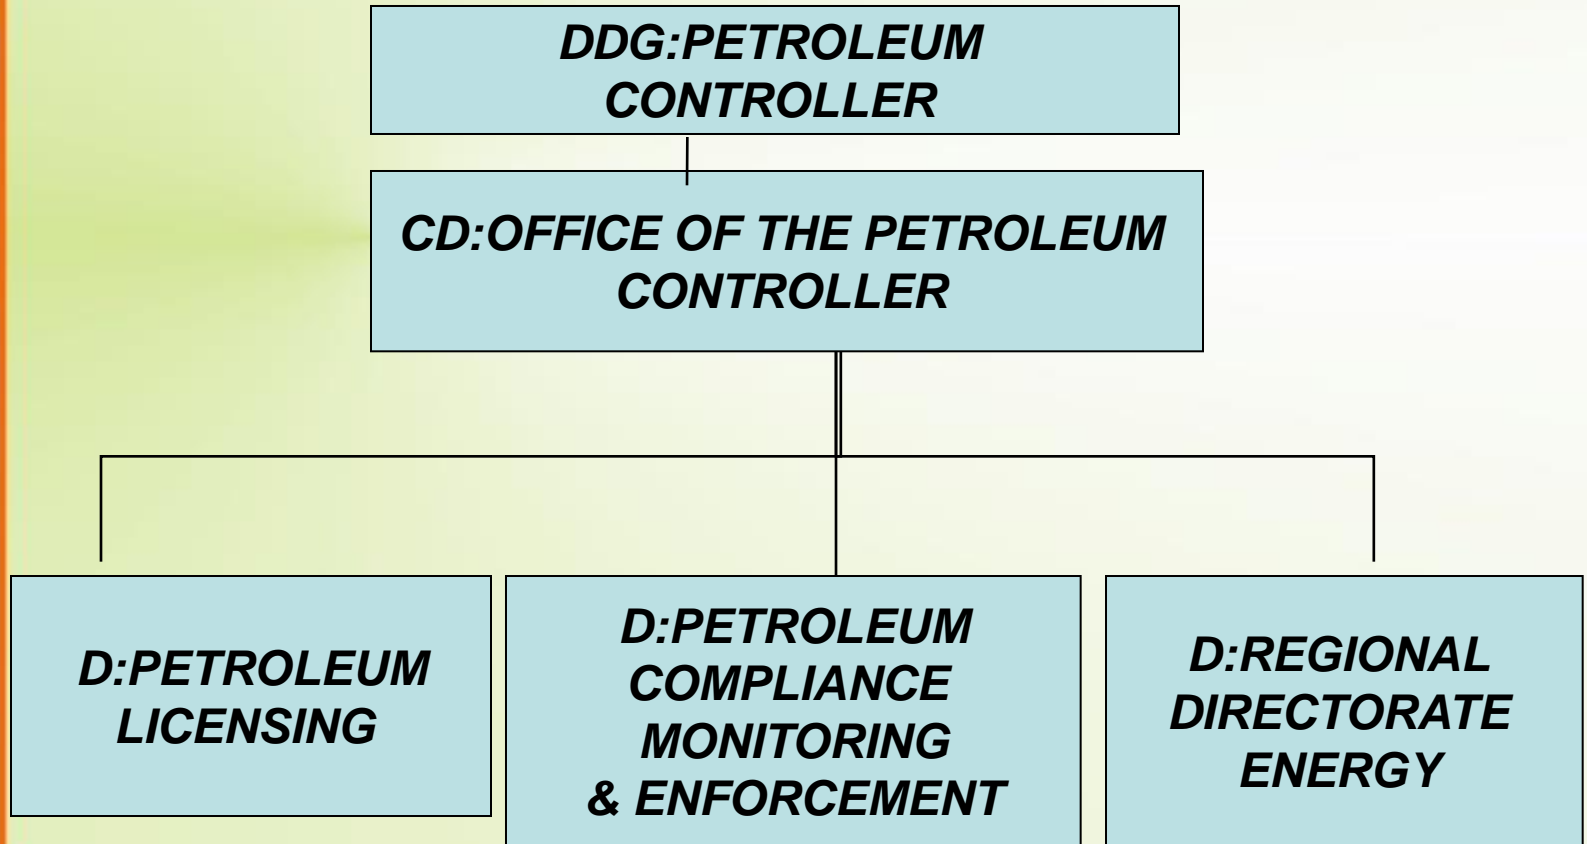 DDG:PETROLEUM
CONTROLLER
CD:OFFICE OF THE PETROLEUM
CONTROLLER
D:PETROLEUM
LICENSING
D:PETROLEUM
COMPLIANCE
MONITORING
& ENFORCEMENT
D:REGIONAL
DIRECTORATE
ENERGY